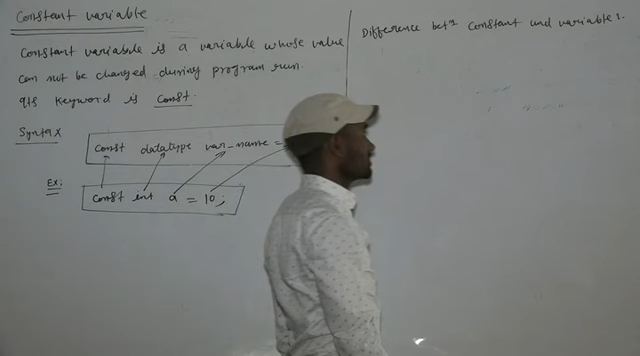 Constant variable
Constant variable is a variable whose value
can not be changed during program run.
Its keyword is const.
Syntax
const datatype var_name =
Ex:
const int a = 10;
Difference betn constant and variable: